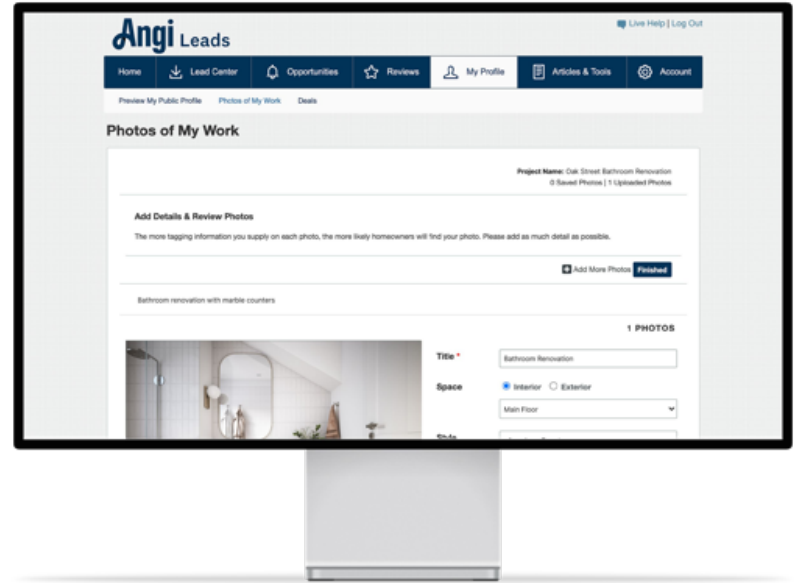 Angi Leads
Live Help | Log Out
Home Lead Center Opportunities Reviews My Profile Articles & Tools Account
Preview My Public Profile Photos of My Work Deals
Photos of My Work
Project Name: Oak Street Bathroom Renovation
0 Saved Photos | 1 Uploaded Photos
Add Details & Review Photos
The more tagging information you supply on each photo, the more likely homeowners will find your photo. Please add as much detail as possible.
Add More Photos Finished
Bathroom renovation with marble counters
1 PHOTOS
Title * Bathroom Renovation
Space Interior Exterior
Main Floor
Style